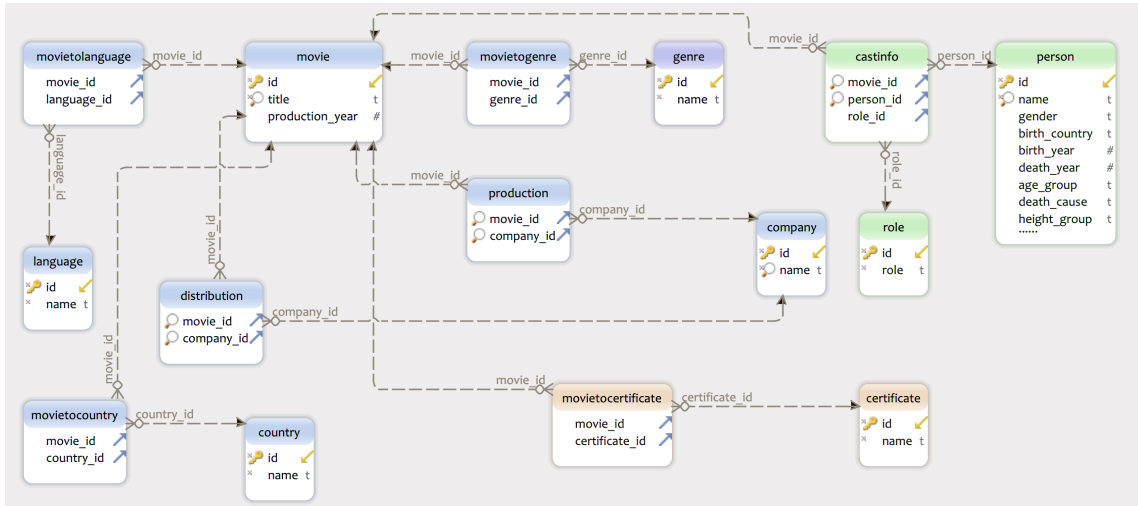 movietolanguage
movie_id
language_id
movie_id
movie
id
title t
production_year #
movie_id
movietogenre
movie_id
genre_id
genre_id
genre
id
name t
movie_id
castinfo
movie_id
person_id
role_id
person_id
person
id
name t
gender t
birth_country t
birth_year #
death_year #
age_group t
death_cause t
height_group t
......
language_id
role_id
movie_id
production
movie_id
company_id
company_id
company
id
name t
role
id
role t
language
id
name t
movie_id
distribution
movie_id
company_id
company_id
movie_id
movietocountry
movie_id
country_id
country_id
country
id
name t
movie_id
movietocertificate
movie_id
certificate_id
certificate_id
certificate
id
name t